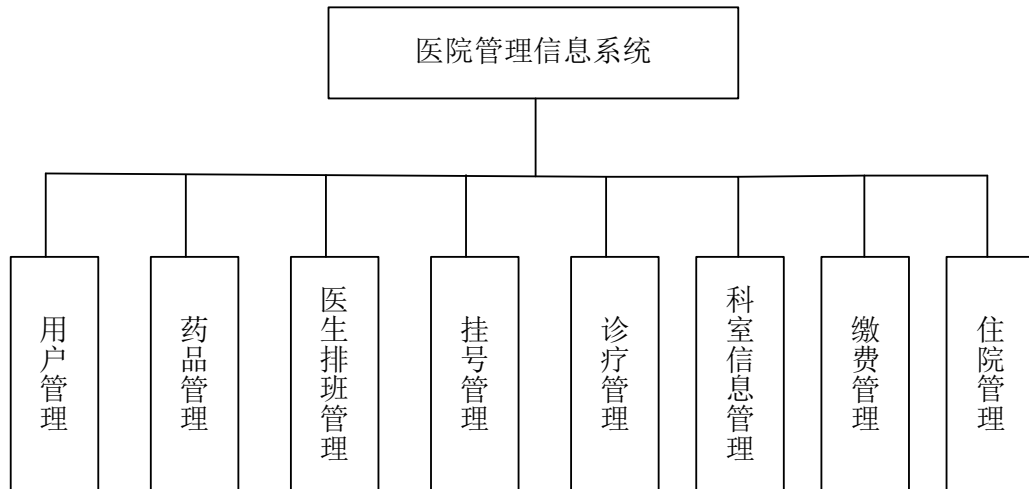 医院管理信息系统
用户管理
药品管理
医生排班管理
挂号管理
诊疗管理
科室信息管理
缴费管理
住院管理